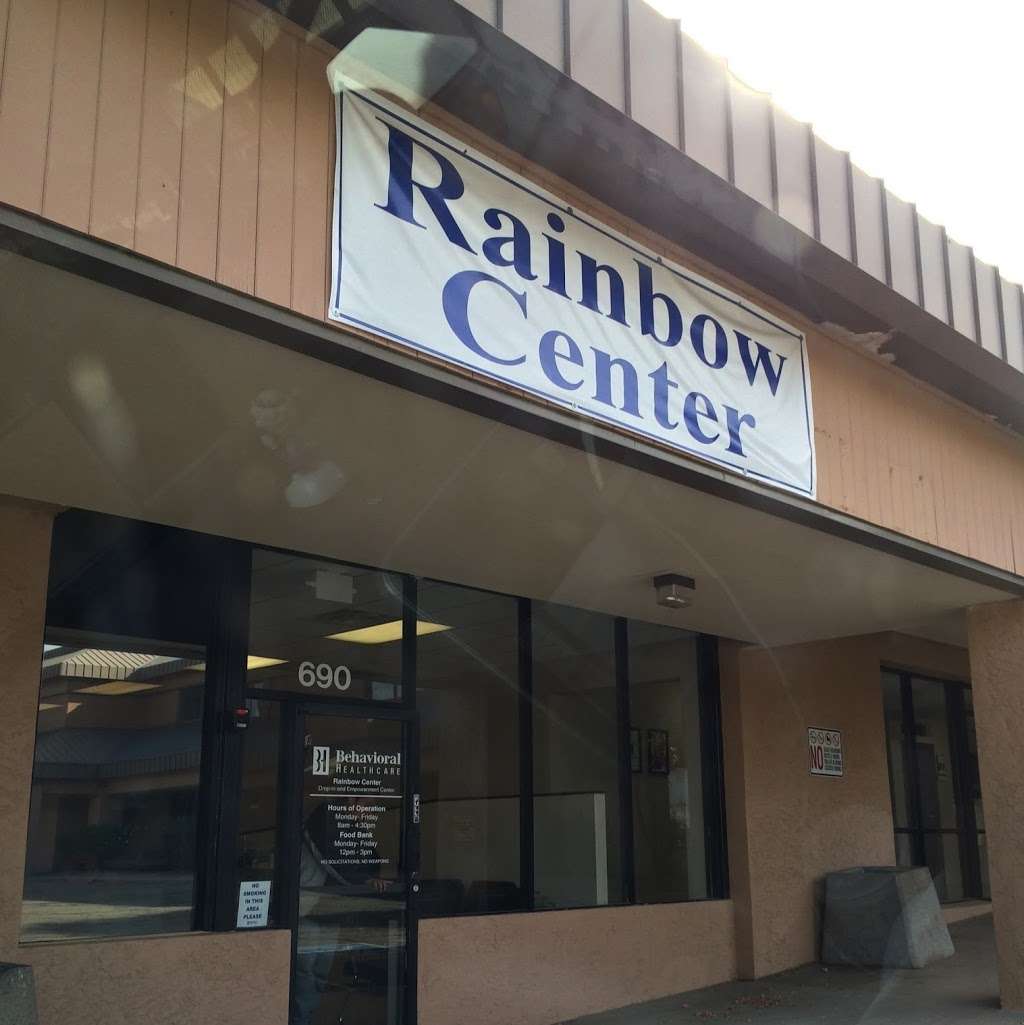 Rainbow
Center
690
BH Behavioral
HEALTHCARE
Rainbow Center
Drop-in and Empowerment Center
Hours of Operation
Monday- Friday
8am - 4:30pm
Food Bank
Monday- Friday
12pm - 3pm
NO SOLICITATIONS, NO WEAPONS
NO
SMOKING
IN THIS
AREA
PLEASE
NO